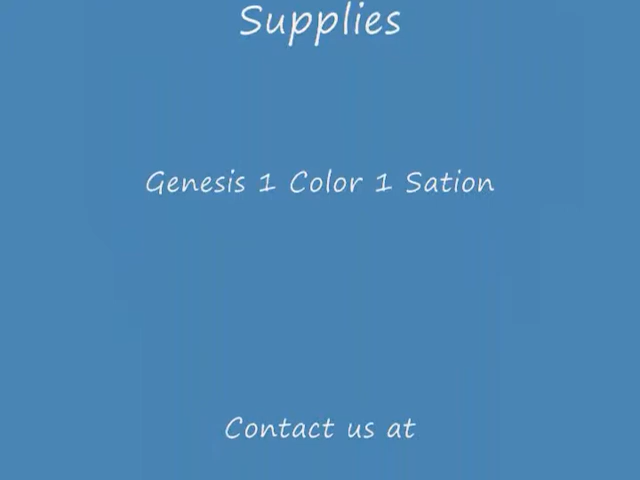 Supplies
Genesis 1 Color 1 Sation
Contact us at